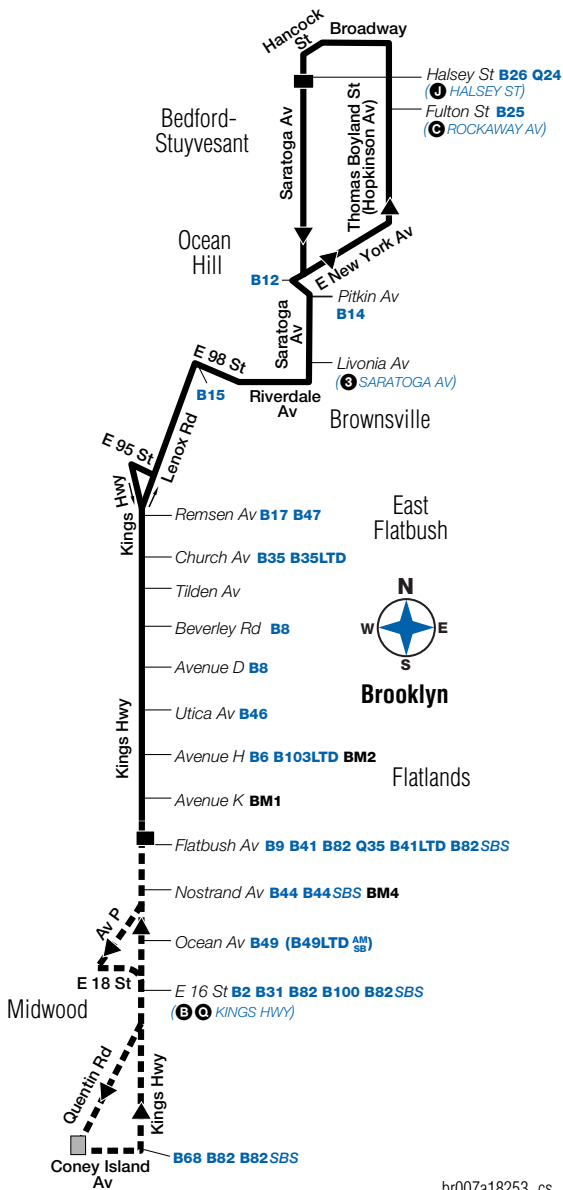 Hancock St
Broadway
Halsey St B26 Q24
(J HALSEY ST)
Fulton St B25
(C ROCKAWAY AV)
Bedford-
Stuyvesant
Saratoga Av
Thomas Boyland St
(Hopkinson Av)
Ocean
Hill
E New York Av
B12
Pitkin Av
B14
Saratoga
Av
E 98 St
Livonia Av
(3 SARATOGA AV)
B15
Riverdale
Av
Brownsville
Lenox Rd
E 95 St
Kings Hwy
Remsen Av B17 B47
East
Flatbush
Church Av B35 B35LTD
Tilden Av
N
W E
S
Beverley Rd B8
Avenue D B8
Brooklyn
Utica Av B46
Kings Hwy
Avenue H B6 B103LTD BM2
Flatlands
Avenue K BM1
Flatbush Av B9 B41 B82 Q35 B41LTD B82SBS
Nostrand Av B44 B44SBS BM4
Av P
Ocean Av B49 (B49LTD AM SB)
E 18 St
E 16 St B2 B31 B82 B100 B82SBS
(B Q KINGS HWY)
Midwood
Quentin Rd
Kings Hwy
B68 B82 B82SBS
Coney Island
Av
br007a18253_cs